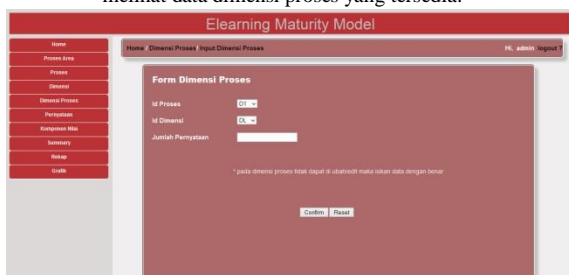 melihat data dimensi proses yang tersedia.
Elearning Maturity Model
Home
Proses Area
Proses
Dimensi
Dimensi Proses
Pernyataan
Komponen Nilai
Summary
Rekap
Grafik
Home / Dimensi Proses / Input Dimensi Proses
Hi, admin logout ?
Form Dimensi Proses
Id Proses
D1
Id Dimensi
DL
Jumlah Pernyataan
* pada dimensi proses tidak dapat di ubah/edit maka isikan data dengan benar
Confirm Reset